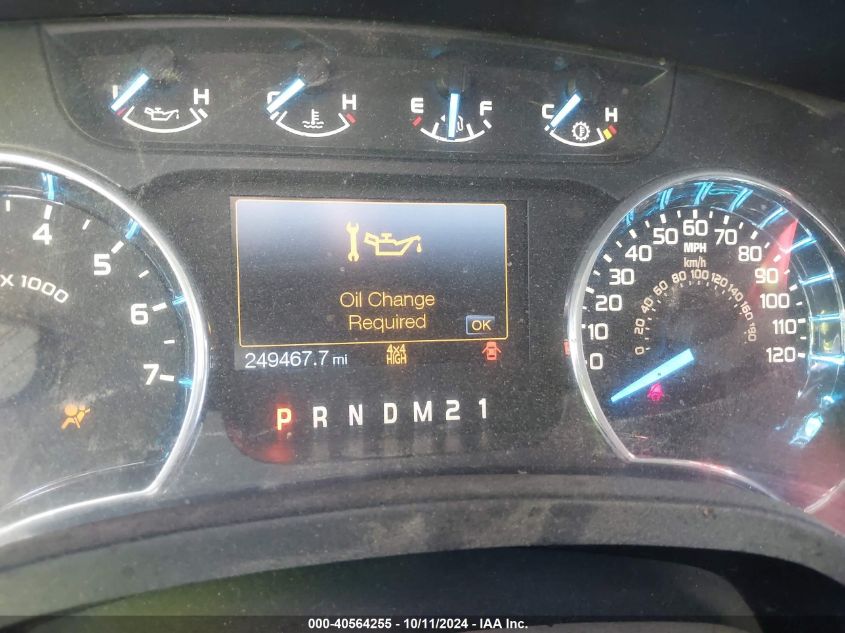 L H
C H
E F
C H
4
5
6
7
X 1000
Oil Change
Required
OK
249467.7 mi
4x4
HIGH
P R N D M 2 1
0
10
20
30
40
50
60
70
80
90
100
110
120
MPH
km/h
0
20
40
60
80
100
120
140
160
180
000-40564255 - 10/11/2024 - IAA Inc.